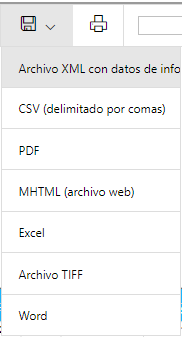 Archivo XML con datos de info
CSV (delimitado por comas)
PDF
MHTML (archivo web)
Excel
Archivo TIFF
Word